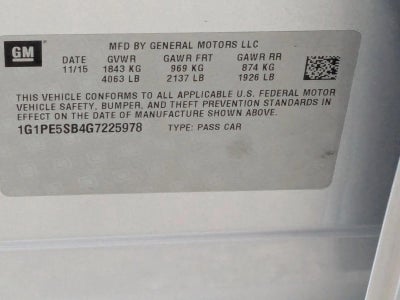 GM
MFD BY GENERAL MOTORS LLC
DATE GVWR GAWR FRT GAWR RR
11/15 1843 KG 969 KG 874 KG
4063 LB 2137 LB 1926 LB
THIS VEHICLE CONFORMS TO ALL APPLICABLE U.S. FEDERAL MOTOR
VEHICLE SAFETY, BUMPER, AND THEFT PREVENTION STANDARDS IN
EFFECT ON THE DATE OF MANUFACTURE SHOWN ABOVE.
1G1PE5SB4G7225978 TYPE: PASS CAR